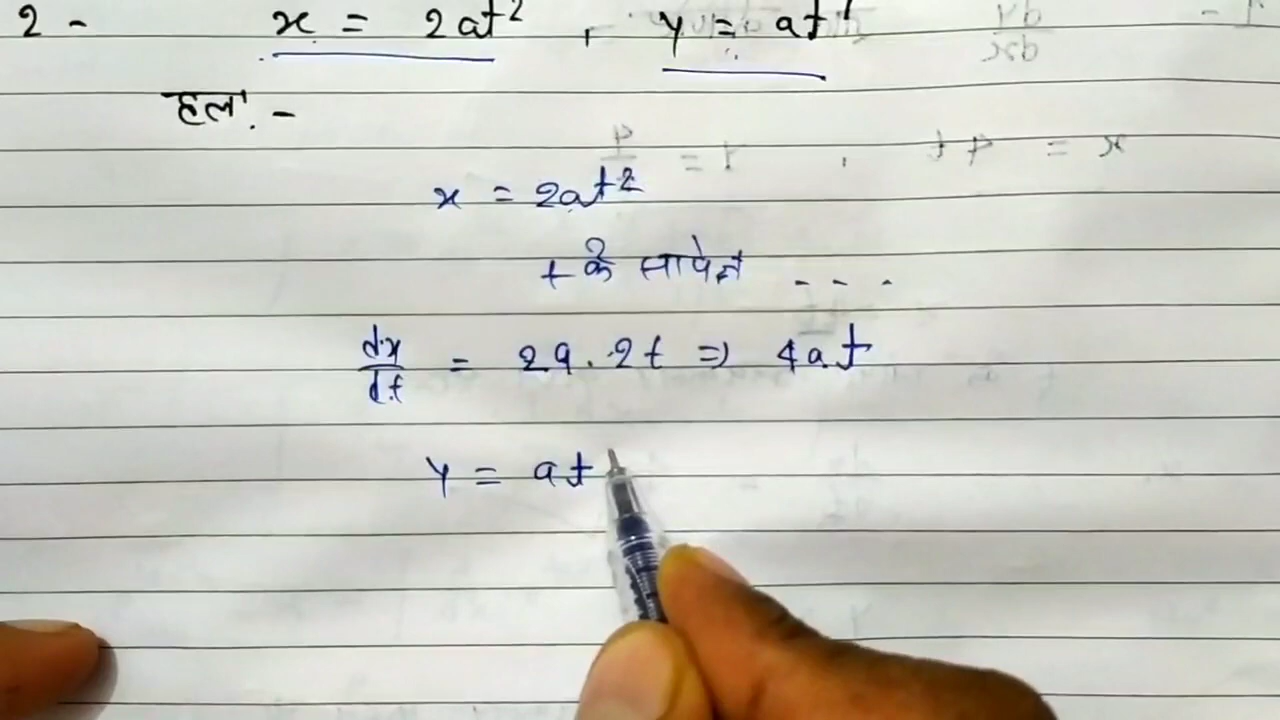 2 - x = 2at² , y = at
हल: -
x = 2at²
t के सापेक्ष - - -
dx/dt = 2a . 2t ⇒ 4at
y = at